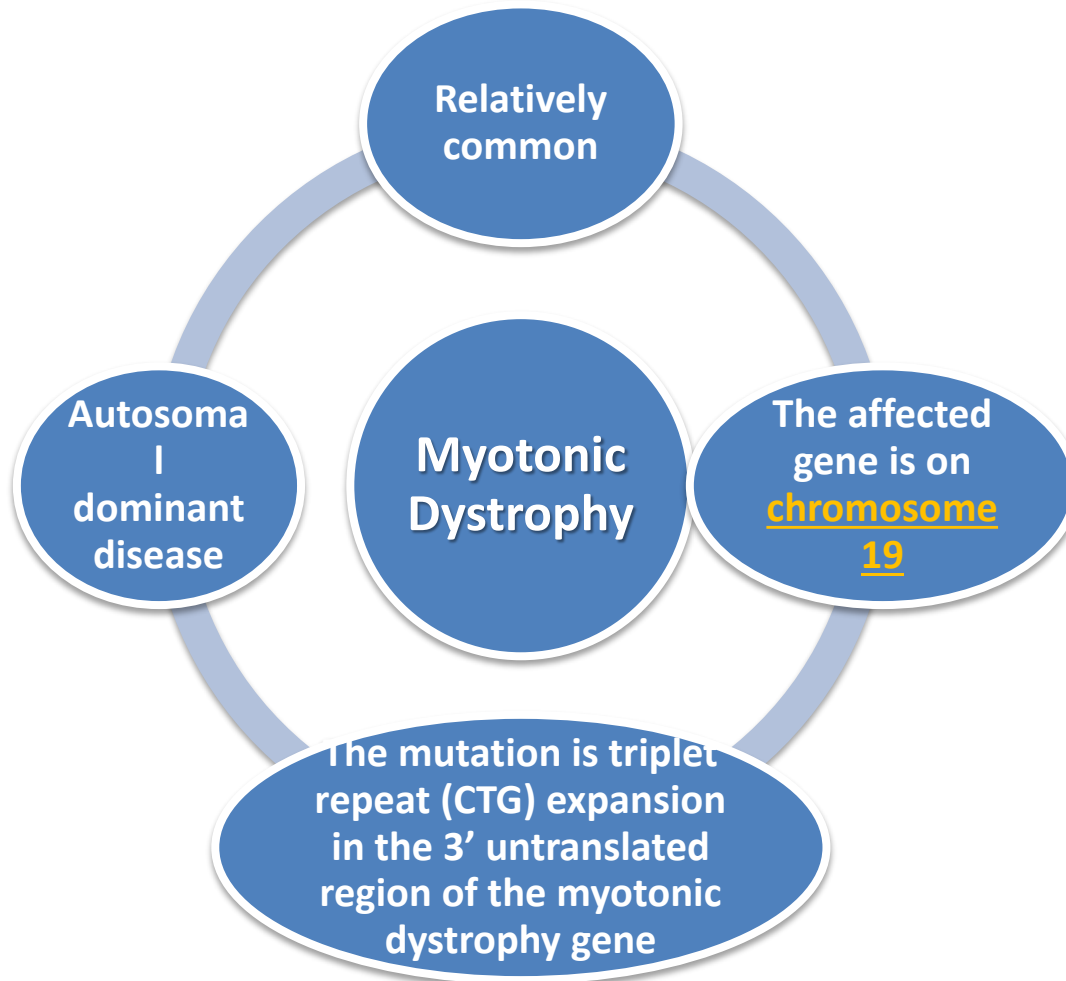 Relatively
common
Autosoma
l
dominant
disease
Myotonic
Dystrophy
The affected
gene is on
chromosome
19
The mutation is triplet
repeat (CTG) expansion
in the 3’ untranslated
region of the myotonic
dystrophy gene